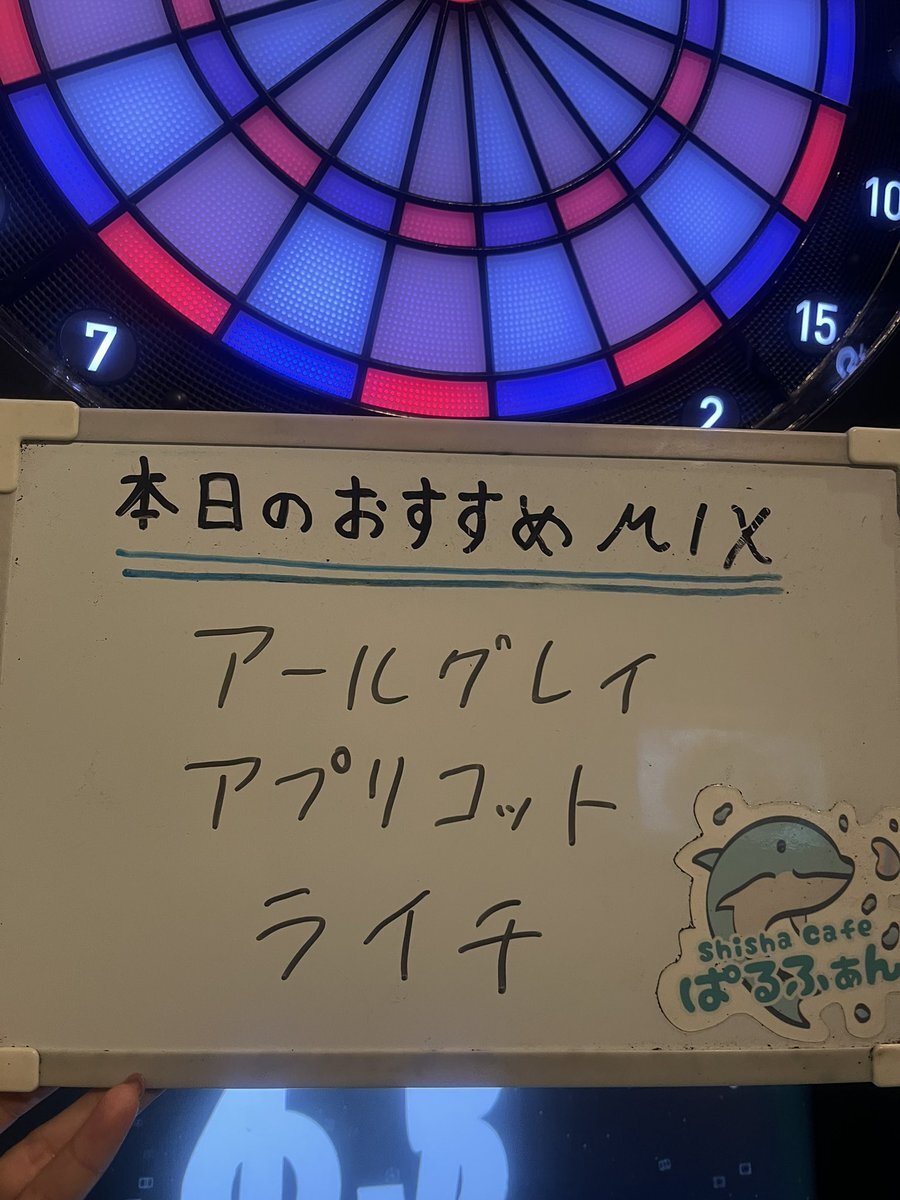 10
15
7
2
本日のおすすめMIX
アールグレイ
アプリコット
ライチ
Shisha Cafe
ぱるふぁん